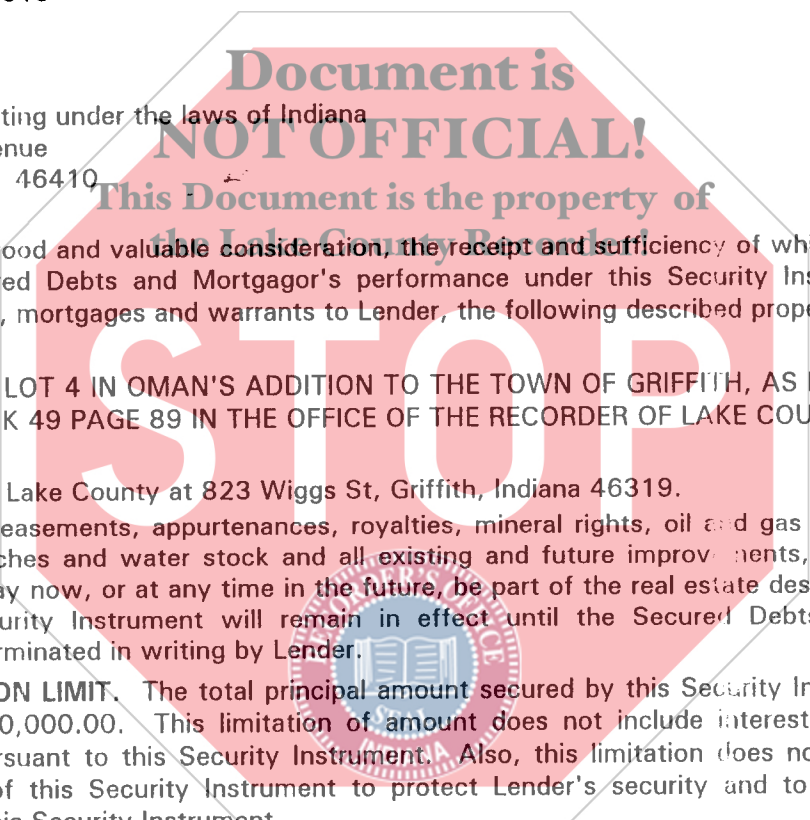 Document is
ting under the laws of Indiana
NOT OFFICIAL!
enue
46410
This Document is the property of
the Lake County Recorder!
ood and valuable consideration, the receipt and sufficiency of whi
ed Debts and Mortgagor's performance under this Security Ins
, mortgages and warrants to Lender, the following described prope
STOP
LOT 4 IN OMAN'S ADDITION TO THE TOWN OF GRIFFITH, AS
K 49 PAGE 89 IN THE OFFICE OF THE RECORDER OF LAKE COU
Lake County at 823 Wiggs St, Griffith, Indiana 46319.
easements, appurtenances, royalties, mineral rights, oil and gas
ches and water stock and all existing and future improvements,
ay now, or at any time in the future, be part of the real estate des
urity Instrument will remain in effect until the Secured Debts
rminated in writing by Lender.
RECORDER'S OFFICE
SEAL
INDIANA
ON LIMIT. The total principal amount secured by this Security In
0,000.00. This limitation of amount does not include interest
rsuant to this Security Instrument. Also, this limitation does no
of this Security Instrument to protect Lender's security and to
is Security Instrument